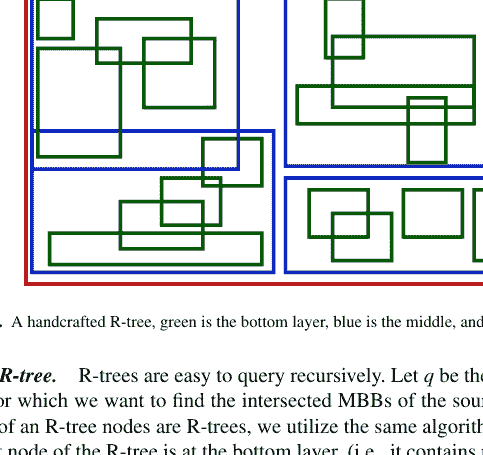 . A handcrafted R-tree, green is the bottom layer, blue is the middle, and
R-tree. R-trees are easy to query recursively. Let q be the
or which we want to find the intersected MBBs of the sour
of an R-tree nodes are R-trees, we utilize the same algorith
node of the R-tree is at the bottom layer, (i.e., it contains